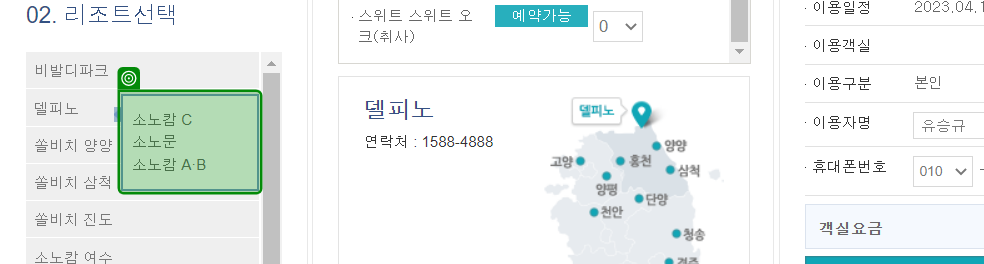 02. 리조트선택
비발디파크
델피노
쏠비치 양양
쏠비치 삼척
쏠비치 진도
소노캄 여수
소노캄 C
소노문
소노캄 A·B
· 스위트 스위트 오
크(취사)
예약가능
0
델피노
연락처 : 1588-4888
델피노
양양
고양
홍천
삼척
양평
단양
천안
청송
경주
· 이용일정
2023.04.1
· 이용객실
· 이용구분
본인
· 이용자명
유승규
· 휴대폰번호
010
-
객실요금